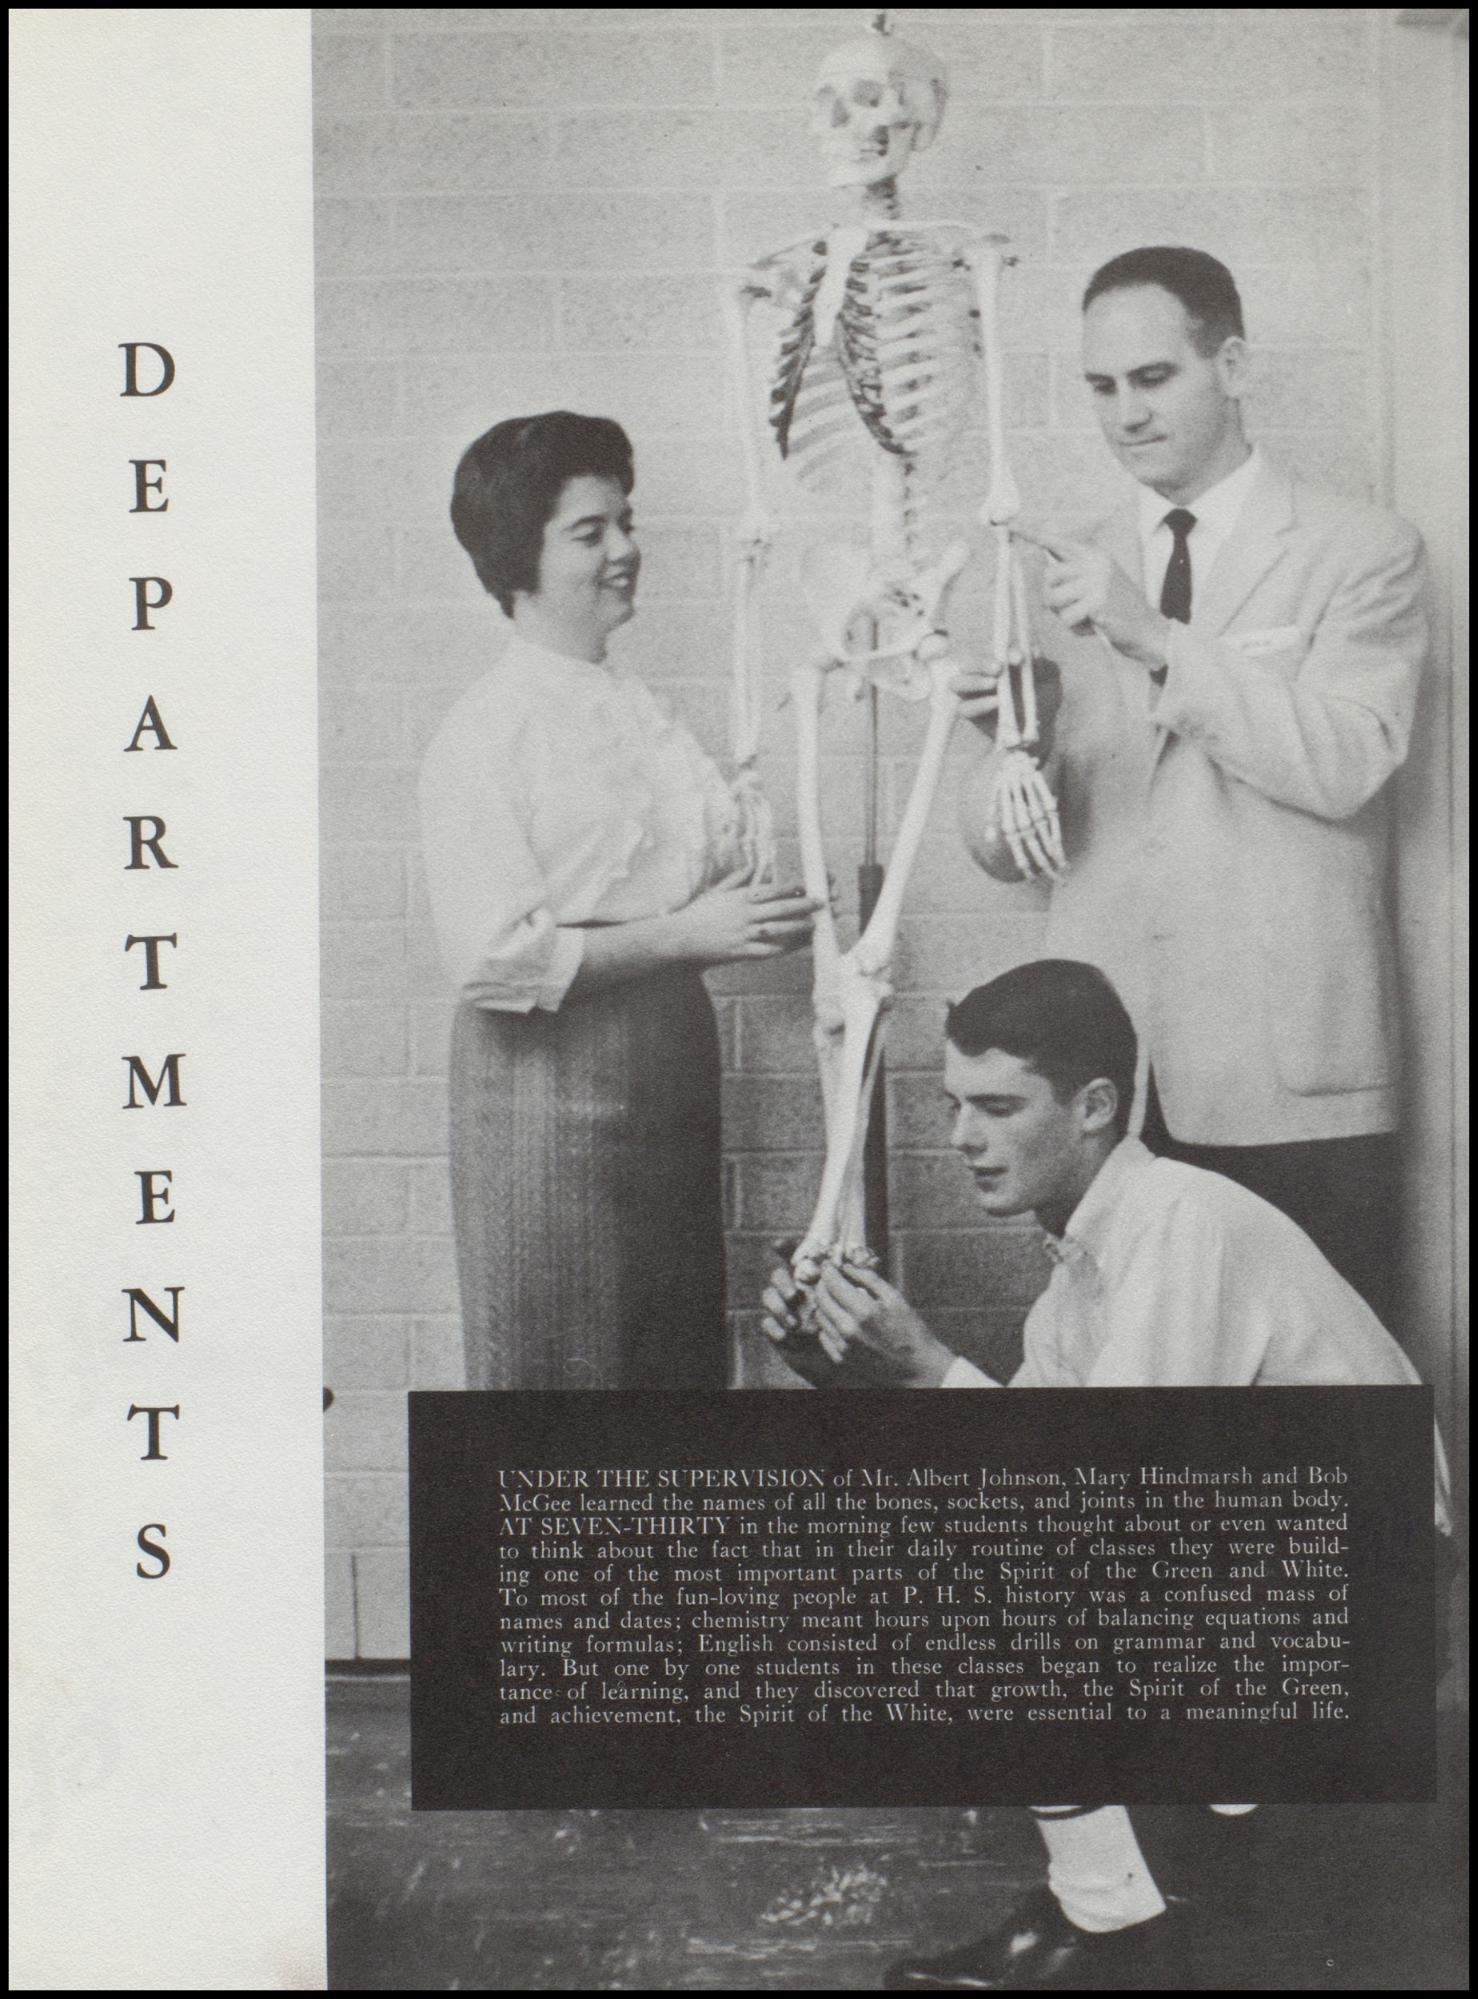 DEPARTMENTS
UNDER THE SUPERVISION of Mr. Albert Johnson, Mary Hindmarsh and Bob
McGee learned the names of all the bones, sockets, and joints in the human body.
AT SEVEN-THIRTY in the morning few students thought about or even wanted
to think about the fact that in their daily routine of classes they were build-
ing one of the most important parts of the Spirit of the Green and White.
To most of the fun-loving people at P. H. S. history was a confused mass of
names and dates; chemistry meant hours upon hours of balancing equations and
writing formulas; English consisted of endless drills on grammar and vocabu-
lary. But one by one students in these classes began to realize the impor-
tance of learning, and they discovered that growth, the Spirit of the Green,
and achievement, the Spirit of the White, were essential to a meaningful life.